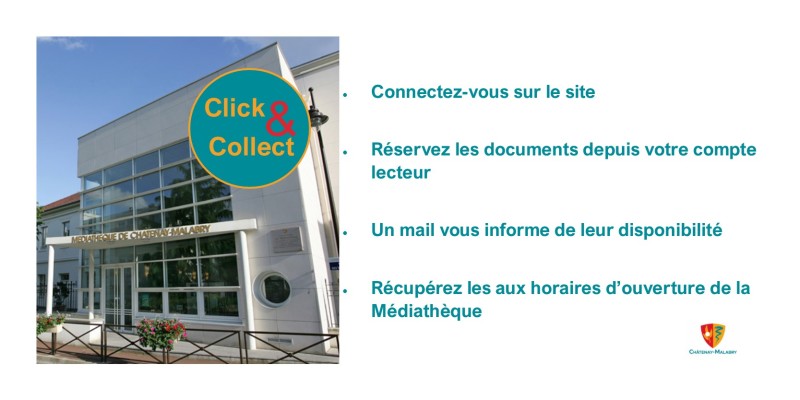 Click
&
Collect
MEDIATHEQUE DE CHATENAY-MALABRY
• Connectez-vous sur le site
• Réservez les documents depuis votre compte
lecteur
• Un mail vous informe de leur disponibilité
• Récupérez les aux horaires d’ouverture de la
Médiathèque
CHÂTENAY-MALABRY